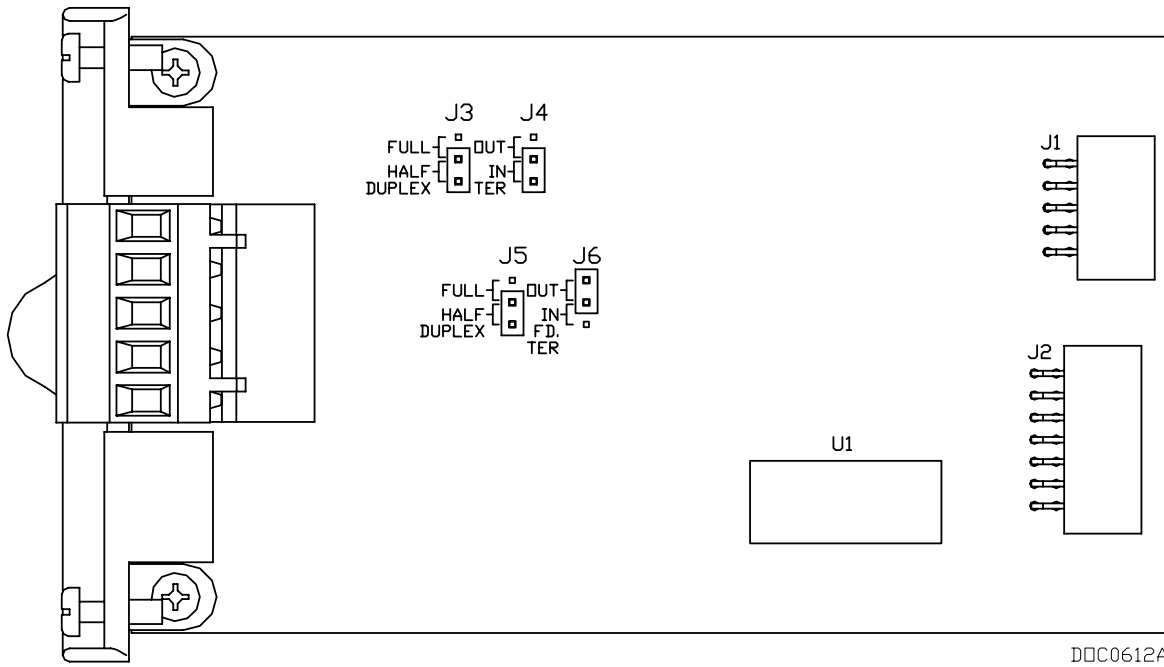 J3 J4
FULL OUT
HALF IN
DUPLEX TER
J1
J5 J6
FULL OUT
HALF IN
DUPLEX FD.
TER
J2
U1
DOC0612A